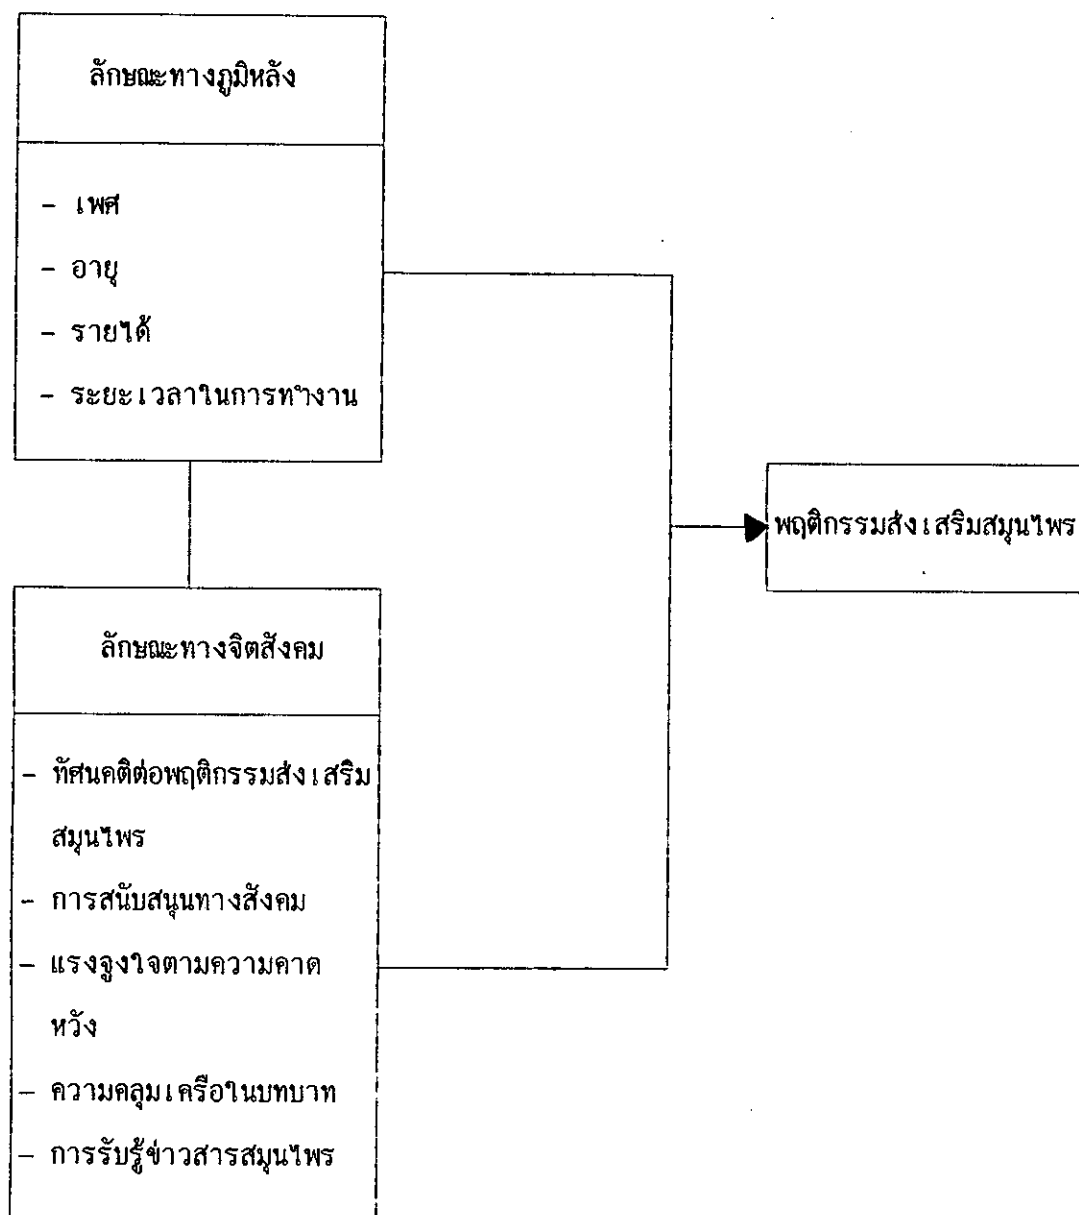 ลักษณะทางภูมิหลัง
- เพศ
- อายุ
- รายได้
- ระยะเวลาในการทำงาน
พฤติกรรมส่งเสริมสมุนไพร
ลักษณะทางจิตสังคม
- ทัศนคติต่อพฤติกรรมส่งเสริม
สมุนไพร
- การสนับสนุนทางสังคม
- แรงจูงใจตามความคาด
หวัง
- ความคลุมเครือในบทบาท
- การรับรู้ข่าวสารสมุนไพร